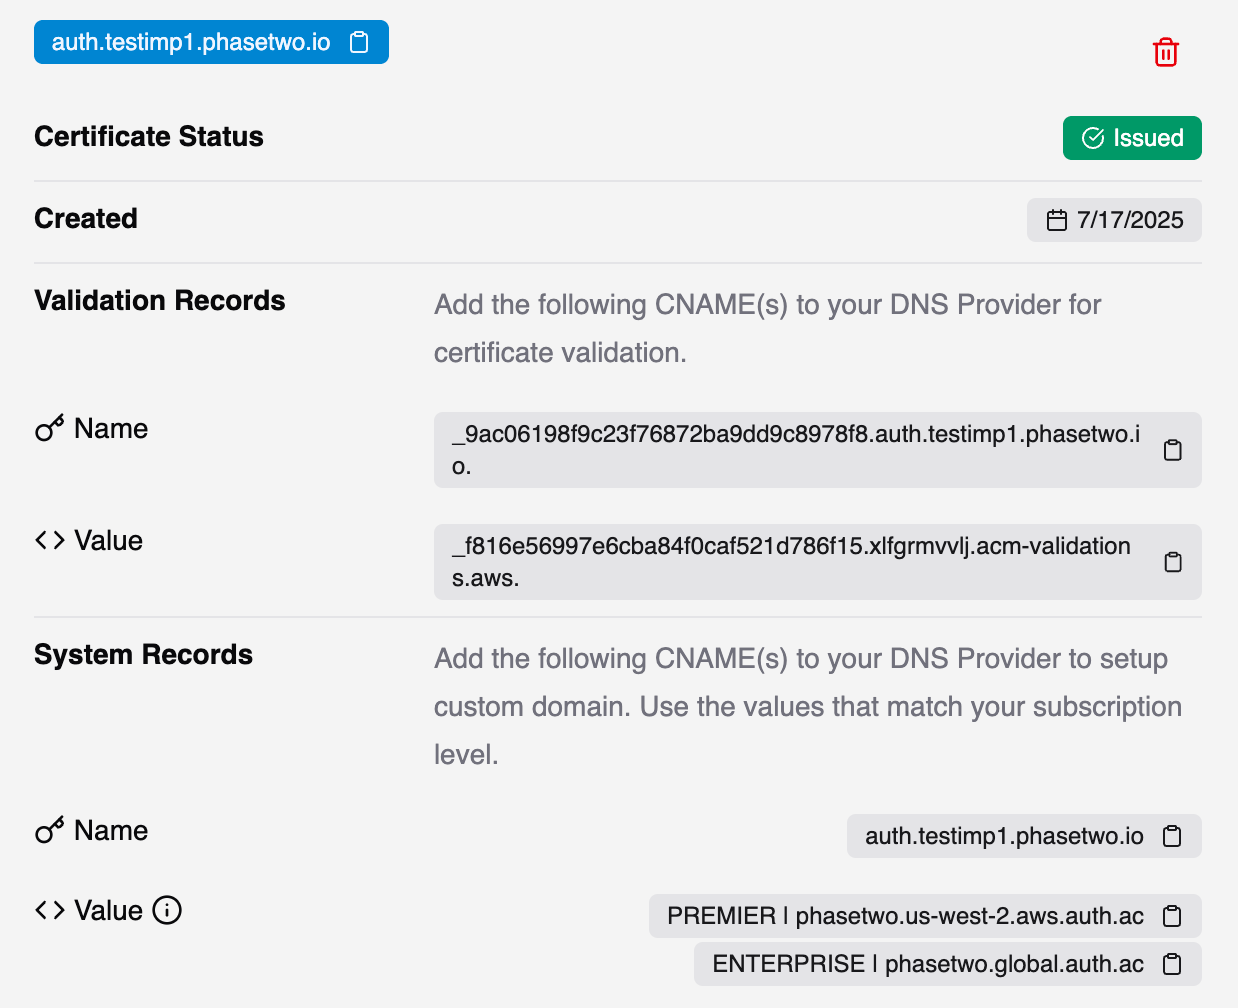 auth.testimp1.phasetwo.io
Certificate Status
Issued
Created
7/17/2025
Validation Records
Add the following CNAME(s) to your DNS Provider for
certificate validation.
Name
_9ac06198f9c23f76872ba9dd9c8978f8.auth.testimp1.phasetwo.i
o.
Value
_f816e56997e6cba84f0caf521d786f15.xlfgrmvvlj.acm-validation
s.aws.
System Records
Add the following CNAME(s) to your DNS Provider to setup
custom domain. Use the values that match your subscription
level.
Name
auth.testimp1.phasetwo.io
Value
PREMIER | phasetwo.us-west-2.aws.auth.ac
ENTERPRISE | phasetwo.global.auth.ac